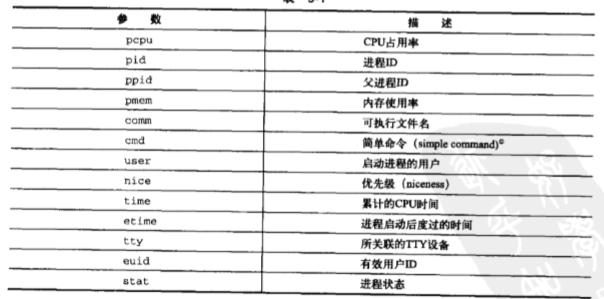 参 数 描 述
pcpu CPU占用率
pid 进程ID
ppid 父进程ID
pmem 内存使用率
comm 可执行文件名
cmd 简单命令（simple command)©
user 启动进程的用户
nice 优先级（niceness）
time 累计的CPU时间
etime 进程启动后度过的时间
tty 所关联的TTY设备
euid 有效用户ID
stat 进程状态